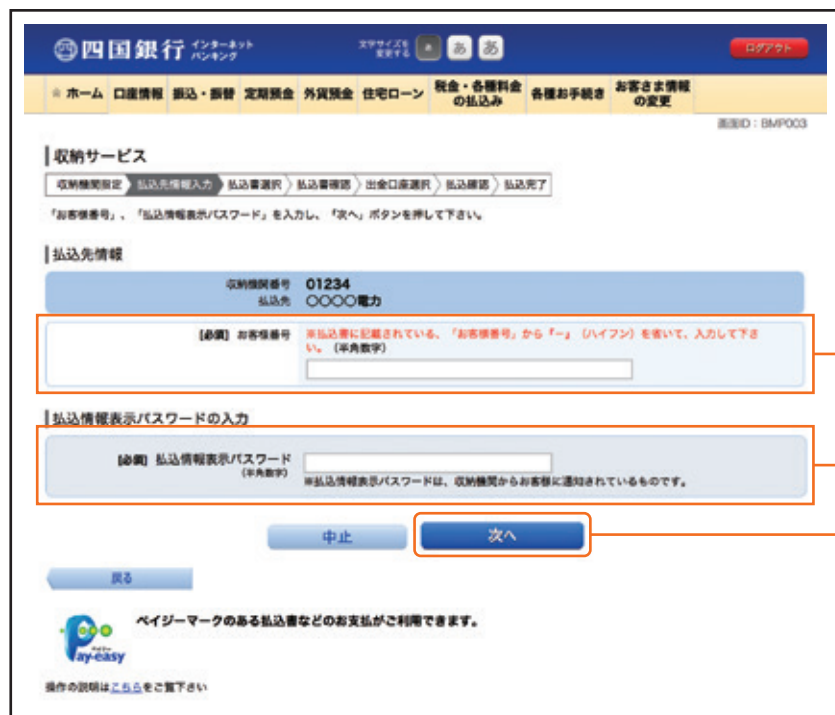 四国銀行 インターネットバンキング 文字サイズを変更する あ あ ログアウト
ホーム 口座情報 振込・振替 定期預金 外貨預金 住宅ローン 税金・各種料金の払込み 各種お手続き お客さま情報の変更
画面ID：BMP003
収納サービス
収納機関指定 払込先情報入力 払込書選択 払込書確認 出金口座選択 払込確認 払込完了
「お客様番号」、「払込情報表示パスワード」を入力し、「次へ」ボタンを押して下さい。
払込先情報
収納機関番号 01234
払込先 〇〇〇〇電力
【必須】お客様番号 ※払込書に記載されている、「お客様番号」から『－』（ハイフン）を省いて、入力して下さ
い。（半角数字）
払込情報表示パスワードの入力
【必須】払込情報表示パスワード
（半角数字）
※払込情報表示パスワードは、収納機関からお客様に通知されているものです。
中止 次へ
戻る
ペイジーマークのある払込書などのお支払がご利用できます。
Pay-easy
操作の説明はこちらをご覧下さい